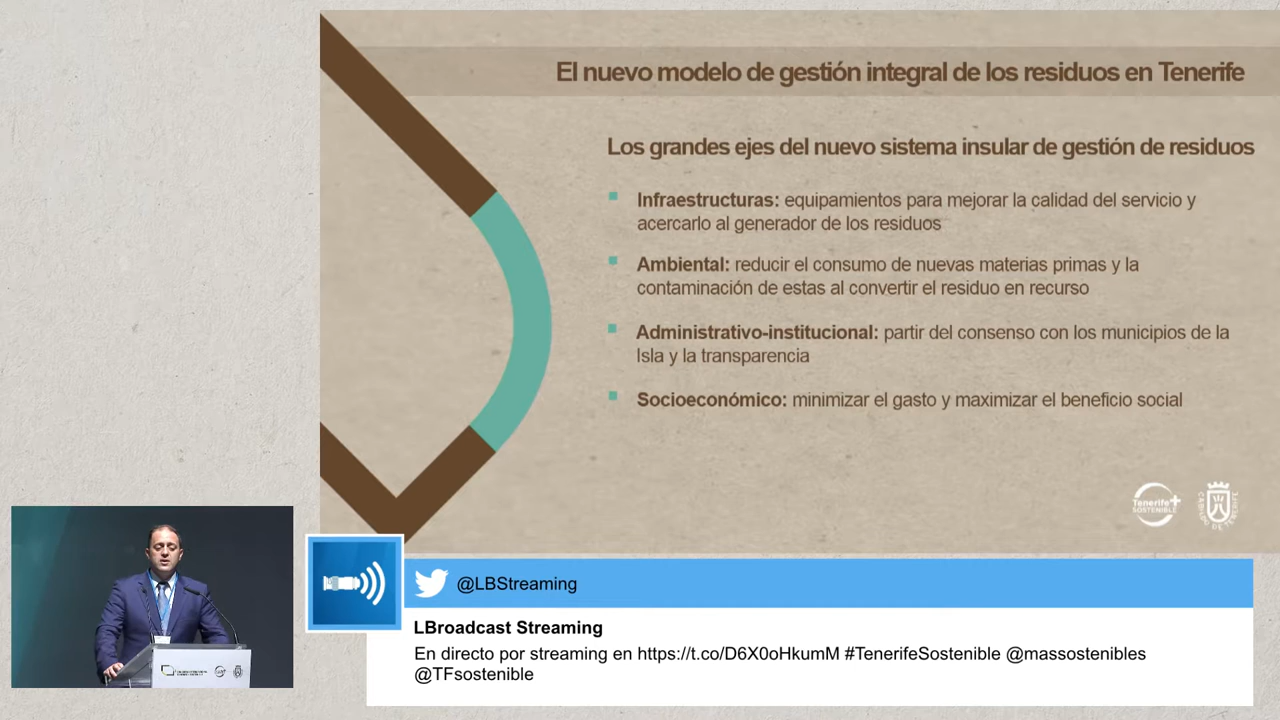 El nuevo modelo de gestión integral de los residuos en Tenerife
Los grandes ejes del nuevo sistema insular de gestión de residuos
Infraestructuras: equipamientos para mejorar la calidad del servicio y
acercarlo al generador de los residuos
Ambiental: reducir el consumo de nuevas materias primas y la
contaminación de estas al convertir el residuo en recurso
Administrativo-institucional: partir del consenso con los municipios de la
Isla y la transparencia
Socioeconómico: minimizar el gasto y maximizar el beneficio social
Tenerife+
SOSTENIBLE
CABILDO DE TENERIFE
@LBStreaming
LBroadcast Streaming
En directo por streaming en https://t.co/D6X0oHkumM #TenerifeSostenible @massostenibles
@TFsostenible